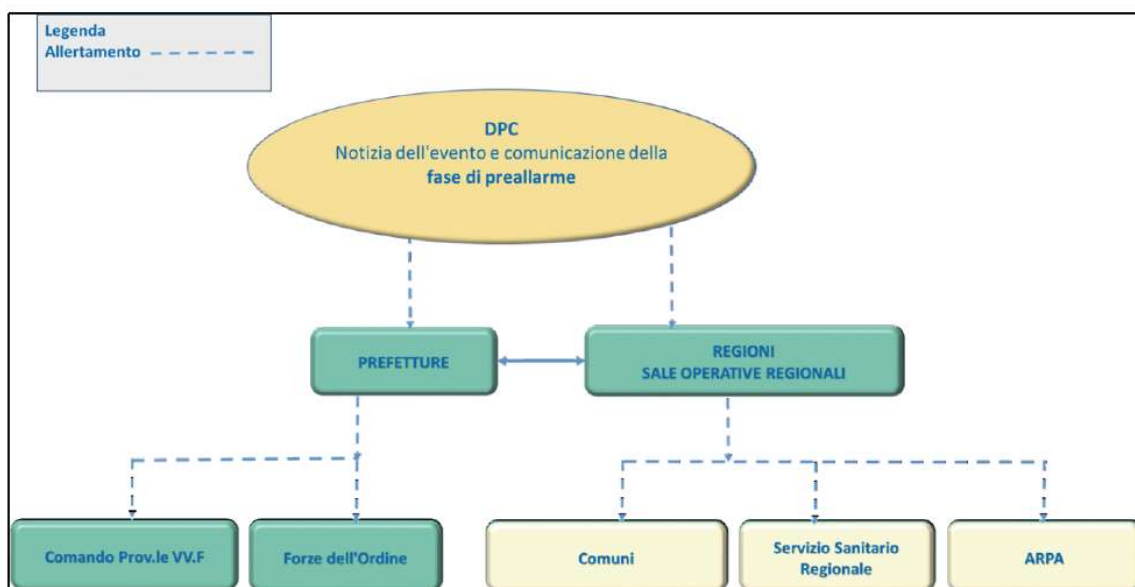 Legenda
Allertamento
DPC
Notizia dell'evento e comunicazione della
fase di preallarme
PREFETTURE
REGIONI
SALE OPERATIVE REGIONALI
Comando Prov.le VV.F
Forze dell'Ordine
Comuni
Servizio Sanitario
Regionale
ARPA